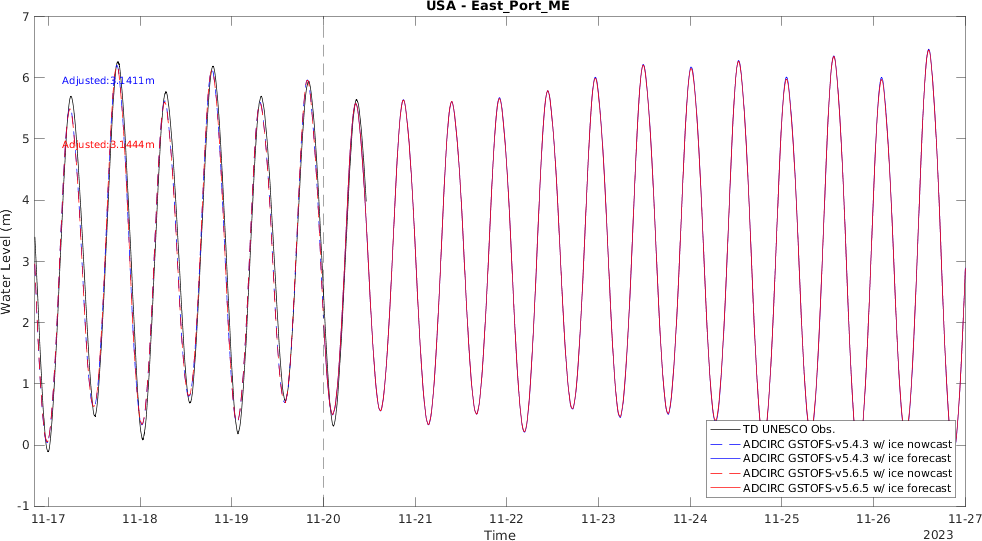 USA - East_Port_ME
7
6
5
4
3
2
1
0
-1
Water Level (m)
Adjusted:3.1411m
Adjusted:3.1444m
TD UNESCO Obs.
ADCIRC GSTOFS-v5.4.3 w/ ice nowcast
ADCIRC GSTOFS-v5.4.3 w/ ice forecast
ADCIRC GSTOFS-v5.6.5 w/ ice nowcast
ADCIRC GSTOFS-v5.6.5 w/ ice forecast
11-17 11-18 11-19 11-20 11-21 11-22 11-23 11-24 11-25 11-26 11-27
Time
2023